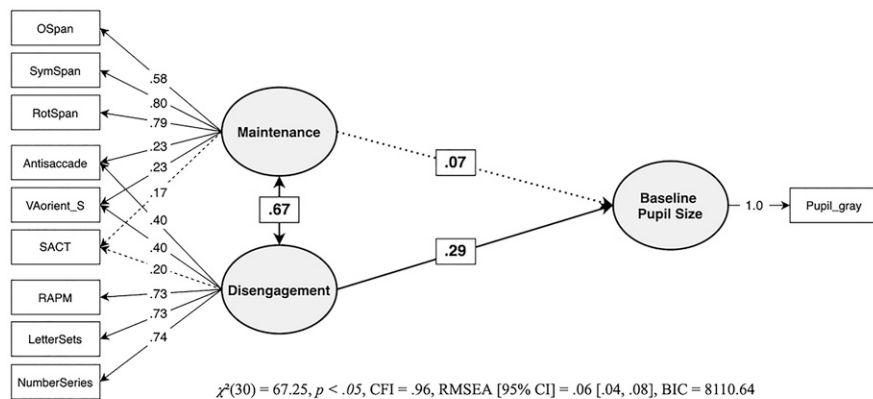 OSpan
SymSpan
RotSpan
Antisaccade
VAorient_S
SACT
RAPM
LetterSets
NumberSeries
.58
.80
.79
.23
.23
.17
.40
.40
.20
.73
.73
.74
Maintenance
.67
Disengagement
.07
.29
Baseline
Pupil Size
1.0
Pupil_gray
χ²(30) = 67.25, p < .05, CFI = .96, RMSEA [95% CI] = .06 [.04, .08], BIC = 8110.64